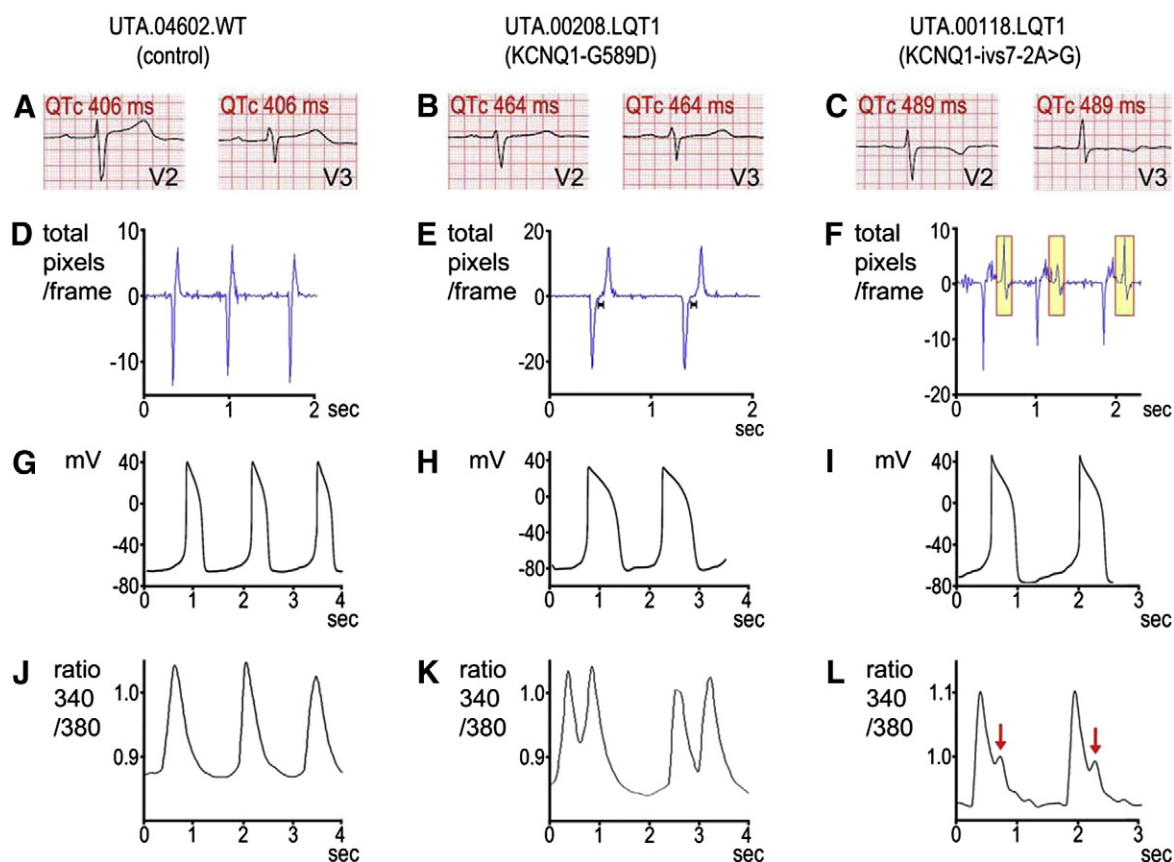 UTA.04602.WT
(control)
UTA.00208.LQT1
(KCNQ1-G589D)
UTA.00118.LQT1
(KCNQ1-ivs7-2A>G)
A
QTc 406 ms
V2
QTc 406 ms
V3
B
QTc 464 ms
V2
QTc 464 ms
V3
C
QTc 489 ms
V2
QTc 489 ms
V3
D
total
pixels
/frame
10
0
-10
0 1 2 sec
E
total
pixels
/frame
20
0
-20
0 1 2
sec
F
total
pixels
/frame
10
0
-10
-20
0 1 2 sec
G
mV
40
0
-40
-80
0 1 2 3 4
sec
H
mV
40
0
-40
-80
0 1 2 3 4
sec
I
mV
40
0
-40
-80
0 1 2 3
sec
J
ratio
340
/380
1.0
0.9
0 1 2 3 4
sec
K
ratio
340
/380
1.0
0.9
0 1 2 3 4
sec
L
ratio
340
/380
1.1
1.0
0 1 2 3
sec